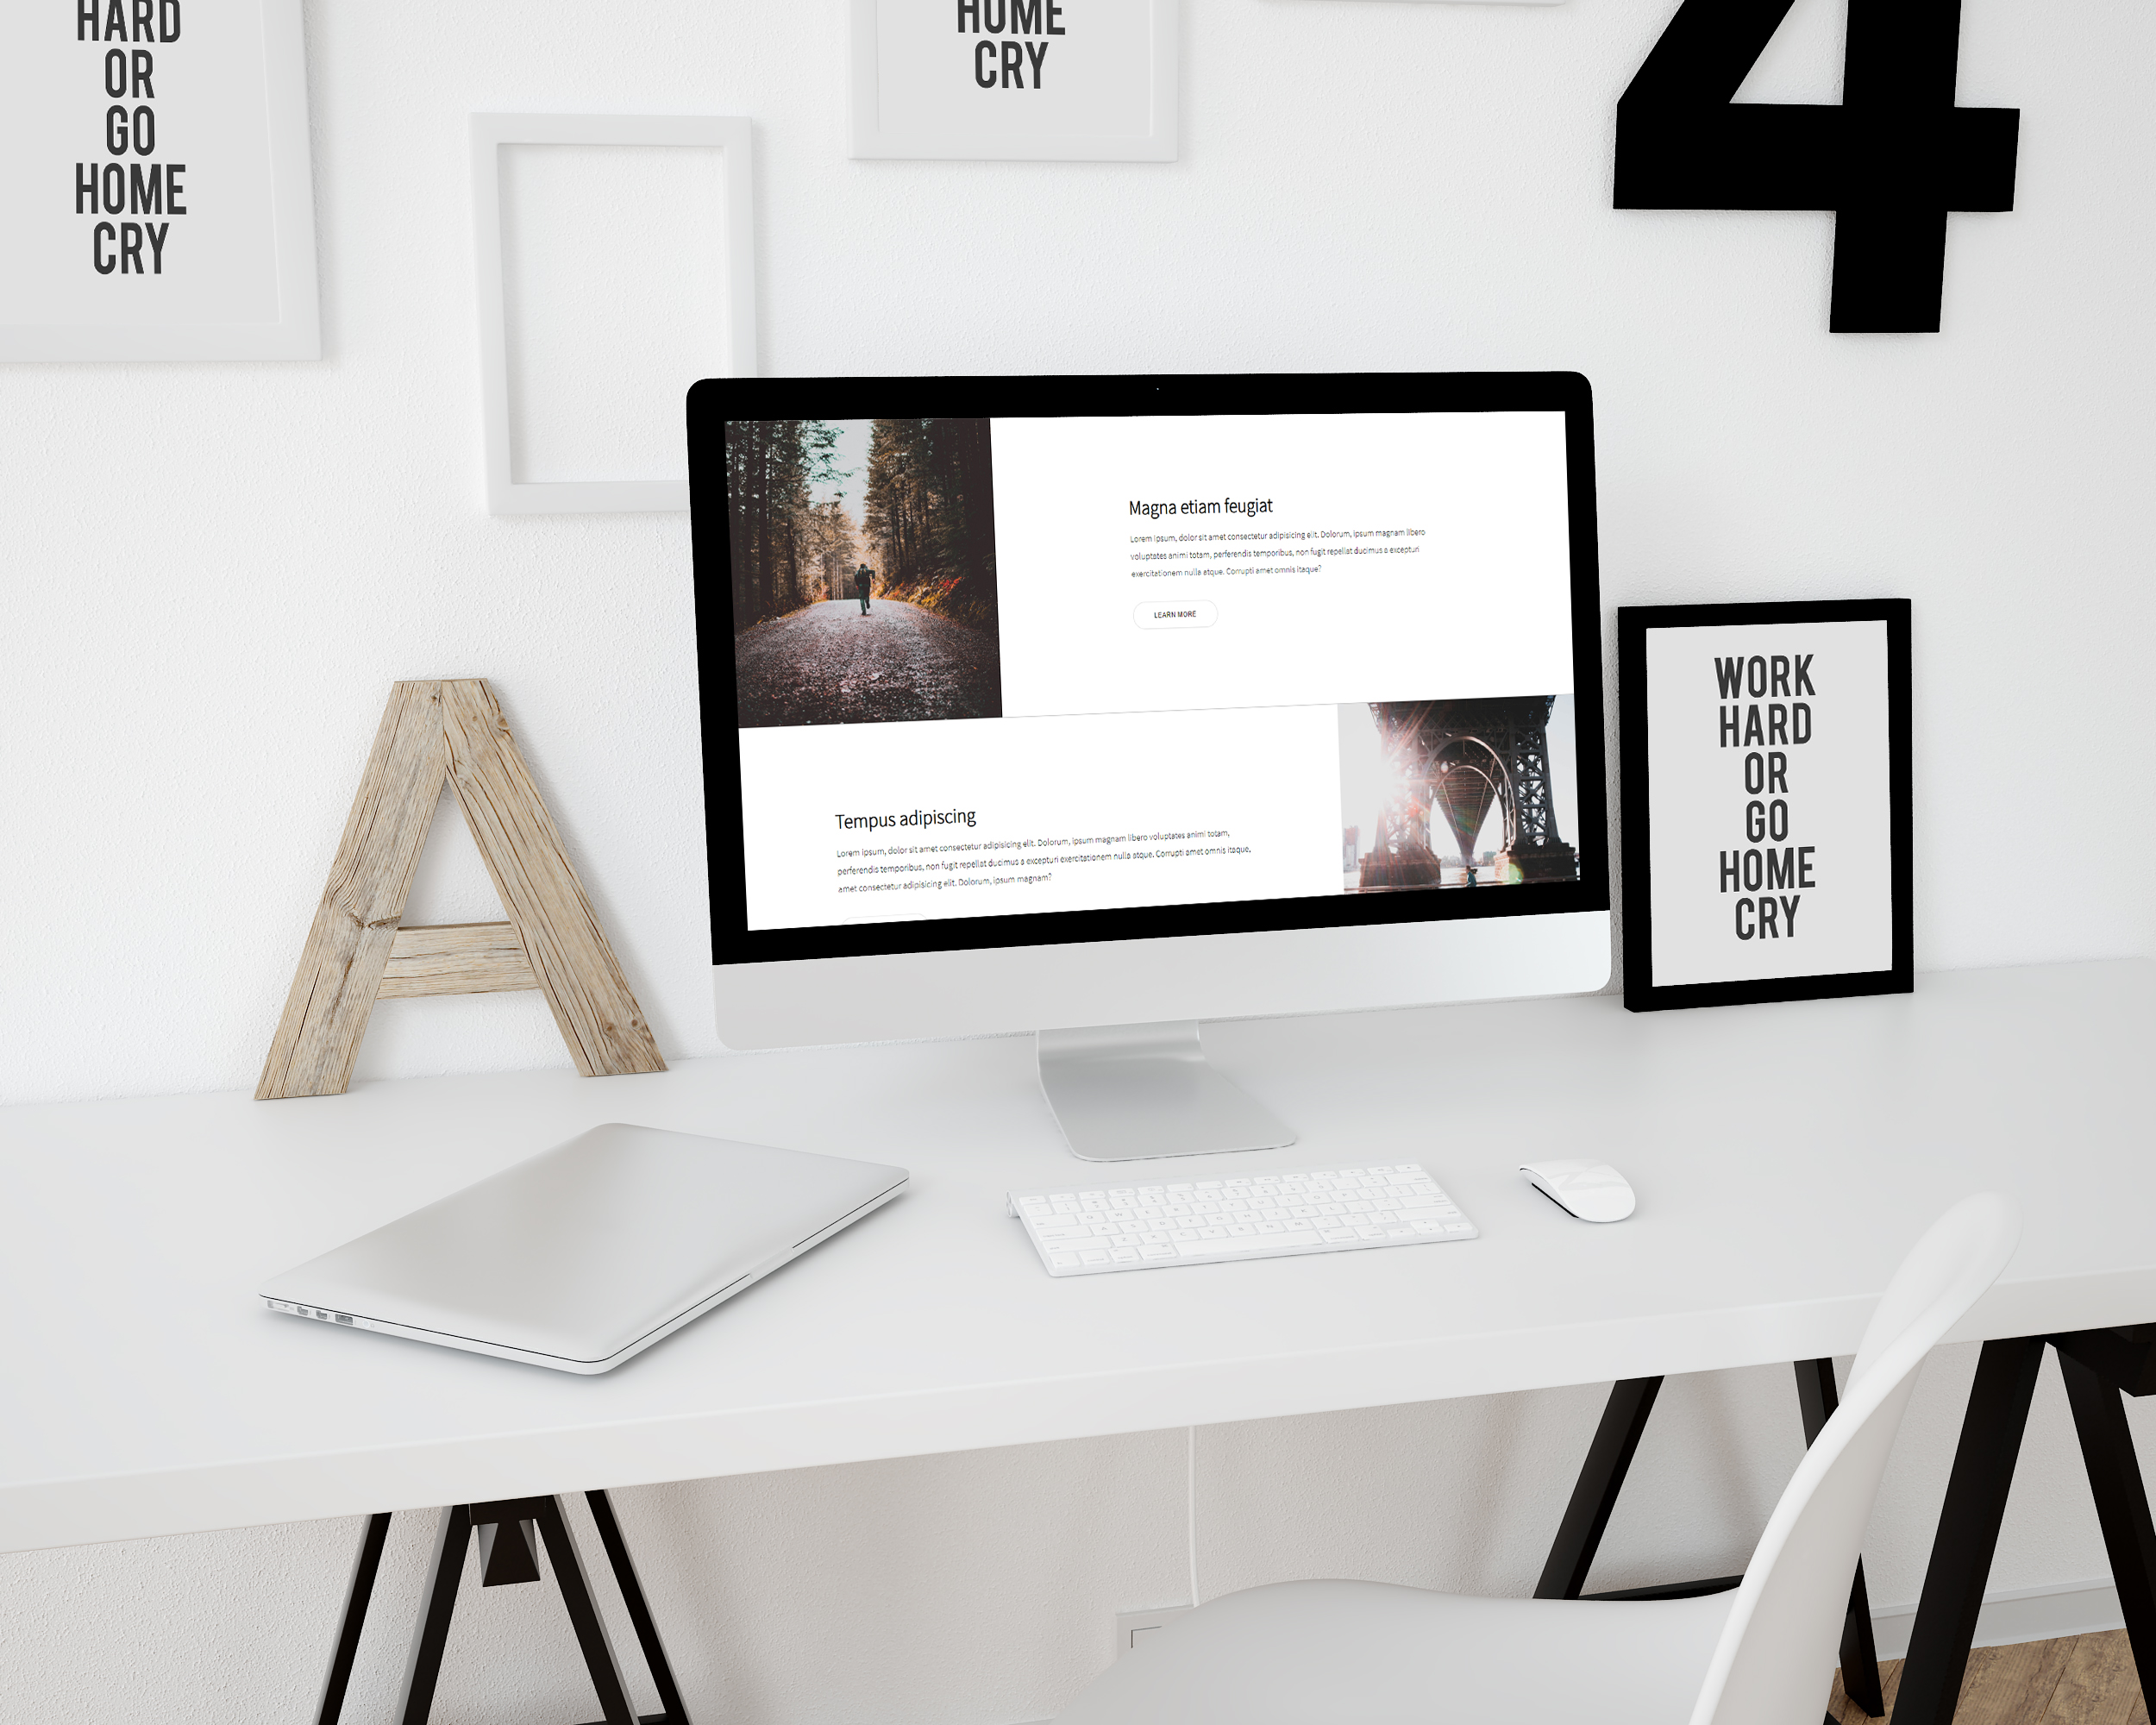 HARD
OR
GO
HOME
CRY
HOME
CRY
4
Magna etiam feugiat
Lorem ipsum, dolor sit amet consectetur adipisicing elit. Dolorum, ipsum magnam libero
voluptates animi totam, perferendis temporibus, non fugit repellat ducimus a excepturi
exercitationem nulla atque. Corrupti amet omnis itaque?
LEARN MORE
Tempus adipiscing
Lorem ipsum, dolor sit amet consectetur adipisicing elit. Dolorum, ipsum magnam libero voluptates animi totam,
perferendis temporibus, non fugit repellat ducimus a excepturi exercitationem nulla atque. Corrupti amet omnis itaque,
amet consectetur adipisicing elit. Dolorum, ipsum magnam?
A
WORK
HARD
OR
GO
HOME
CRY